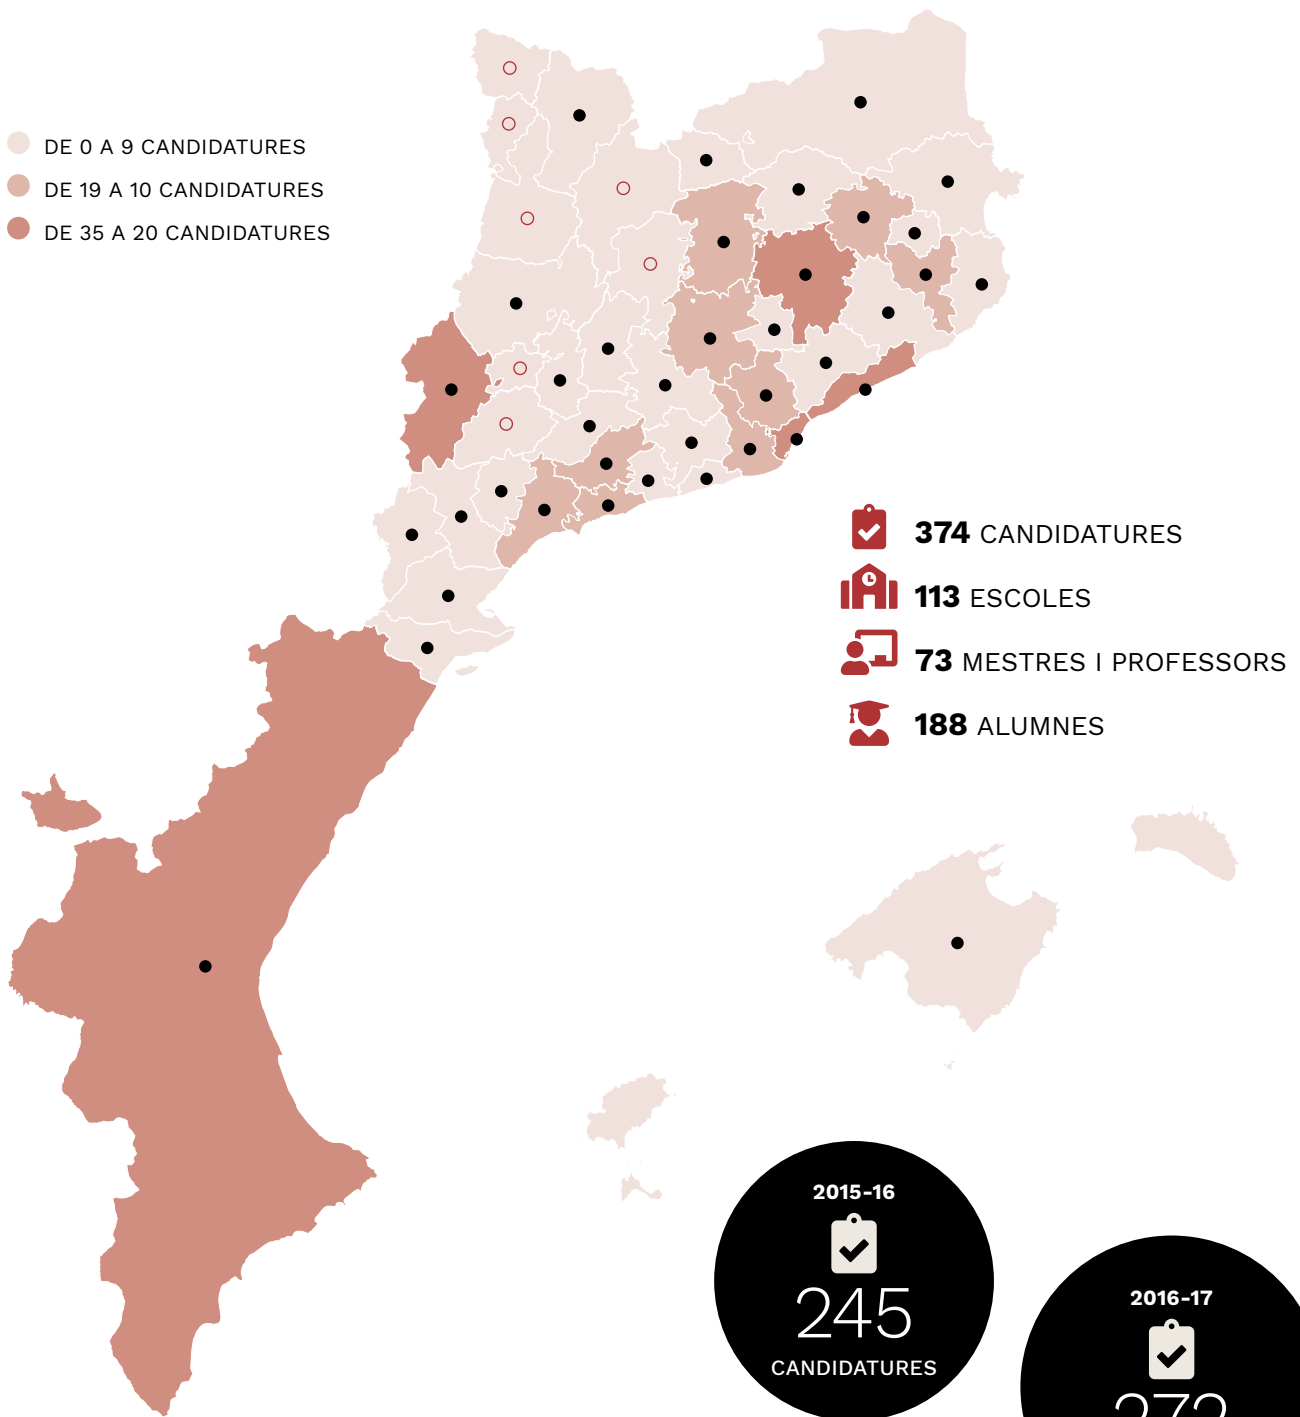 DE 0 A 9 CANDIDATURES
DE 19 A 10 CANDIDATURES
DE 35 A 20 CANDIDATURES
374 CANDIDATURES
113 ESCOLES
73 MESTRES I PROFESSORS
188 ALUMNES
2015-16
245
CANDIDATURES
2016-17